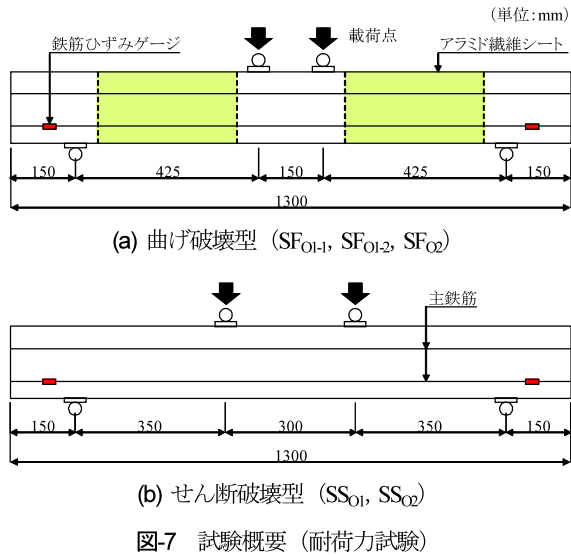 (単位:mm)
鉄筋ひずみゲージ
載荷点
アラミド繊維シート
150 425 150 425 150
1300
(a) 曲げ破壊型 (SFO1-1, SFO1-2, SFO2)
主鉄筋
150 350 300 350 150
1300
(b) せん断破壊型 (SSO1, SSO2)
図-7 試験概要 (耐荷力試験)